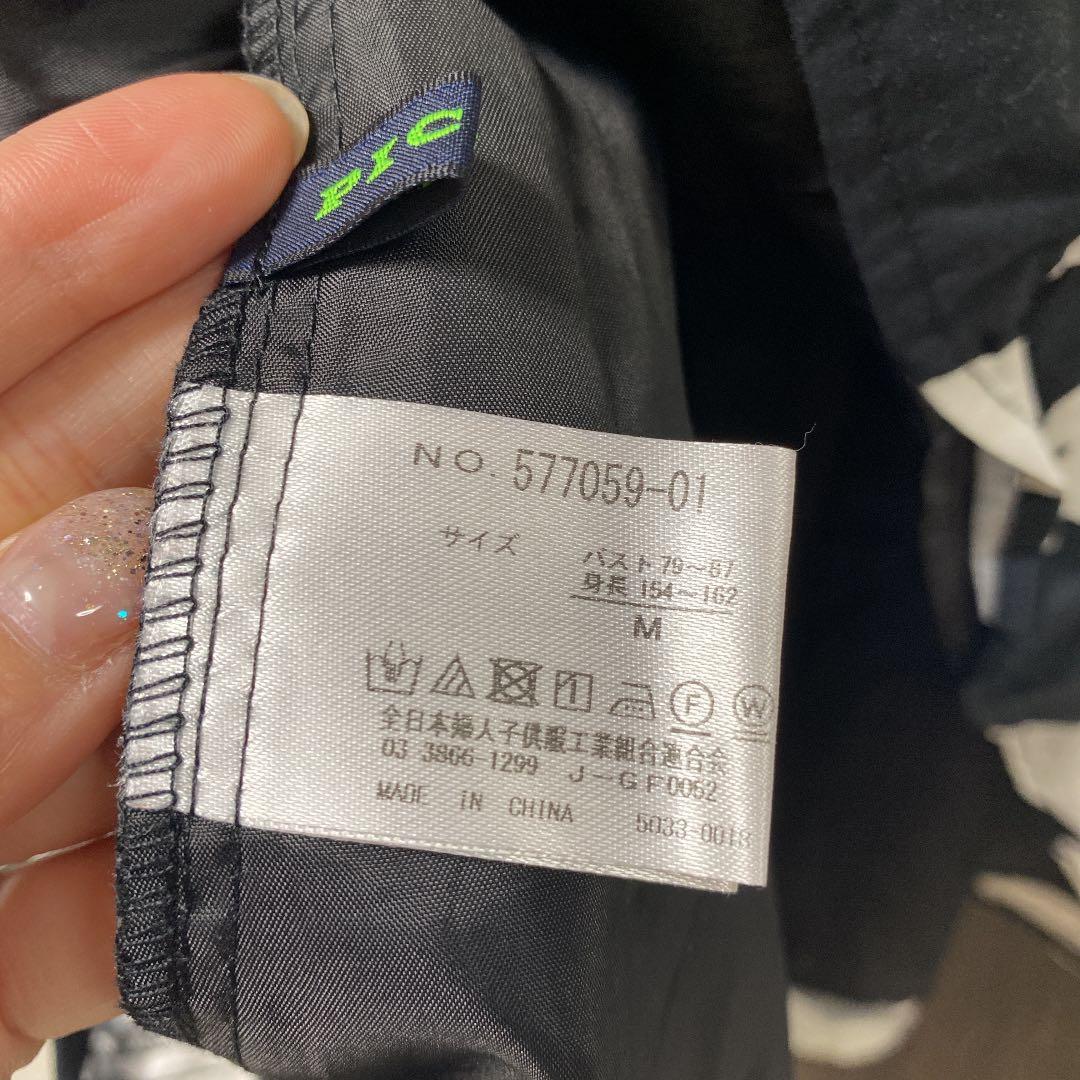 PIC
NO. 577059-01
サイズ
バスト 79〜87
身長 154〜162
M
F W
全日本婦人子供服工業組合連合会
03 3866-1299 J-GF0062
MADE IN CHINA 5033-0018